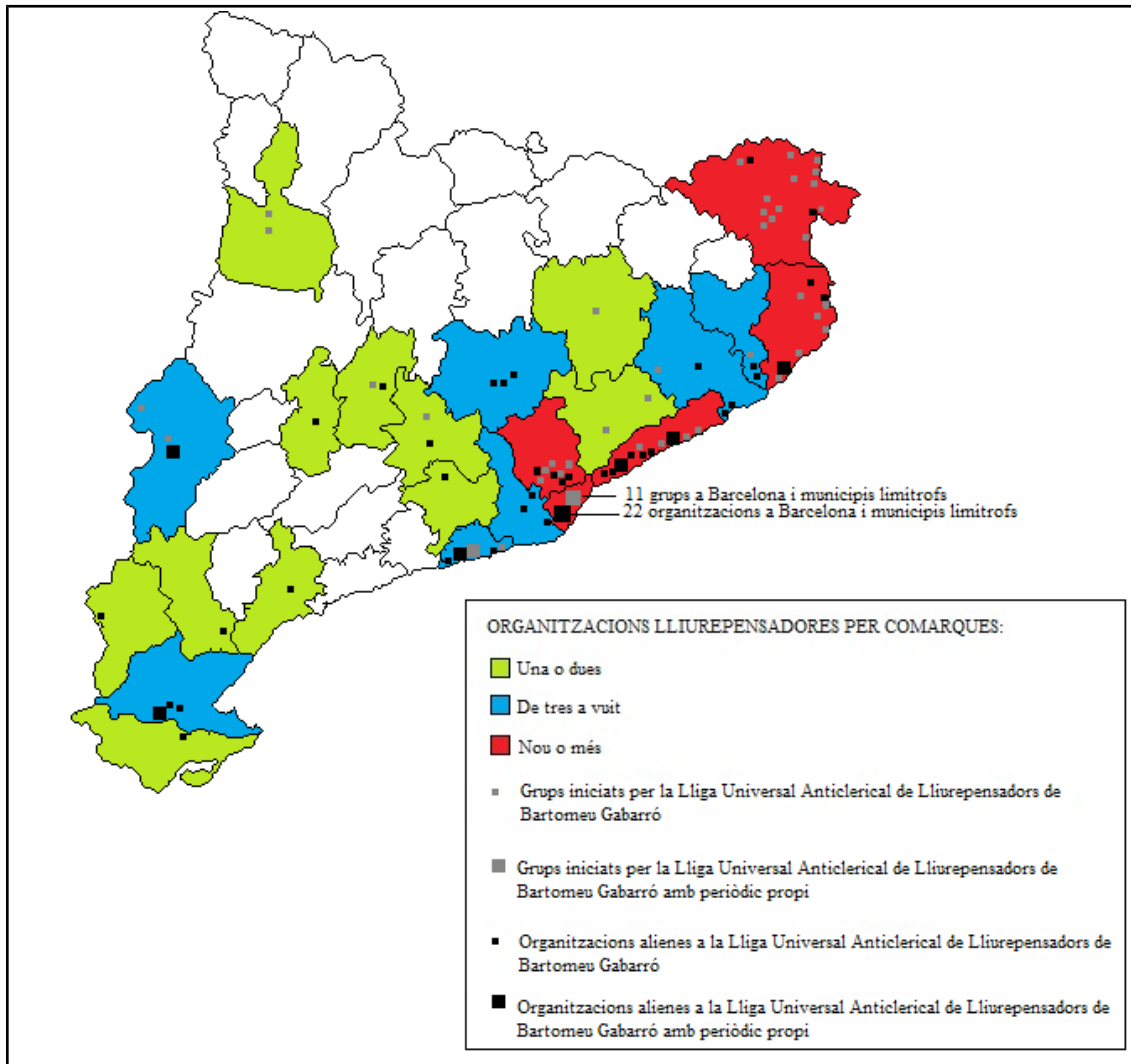 11 grups a Barcelona i municipis limitrofs
22 organitzacions a Barcelona i municipis limitrofs
ORGANITZACIONS LLIUREPENSADORES PER COMARQUES:
Una o dues
De tres a vuit
Nou o més
Grups iniciats per la Lliga Universal Anticlerical de Lliurepensadors de
Bartomeu Gabarró
Grups iniciats per la Lliga Universal Anticlerical de Lliurepensadors de
Bartomeu Gabarró amb periòdic propi
Organitzacions alienes a la Lliga Universal Anticlerical de Lliurepensadors de
Bartomeu Gabarró
Organitzacions alienes a la Lliga Universal Anticlerical de Lliurepensadors de
Bartomeu Gabarró amb periòdic propi